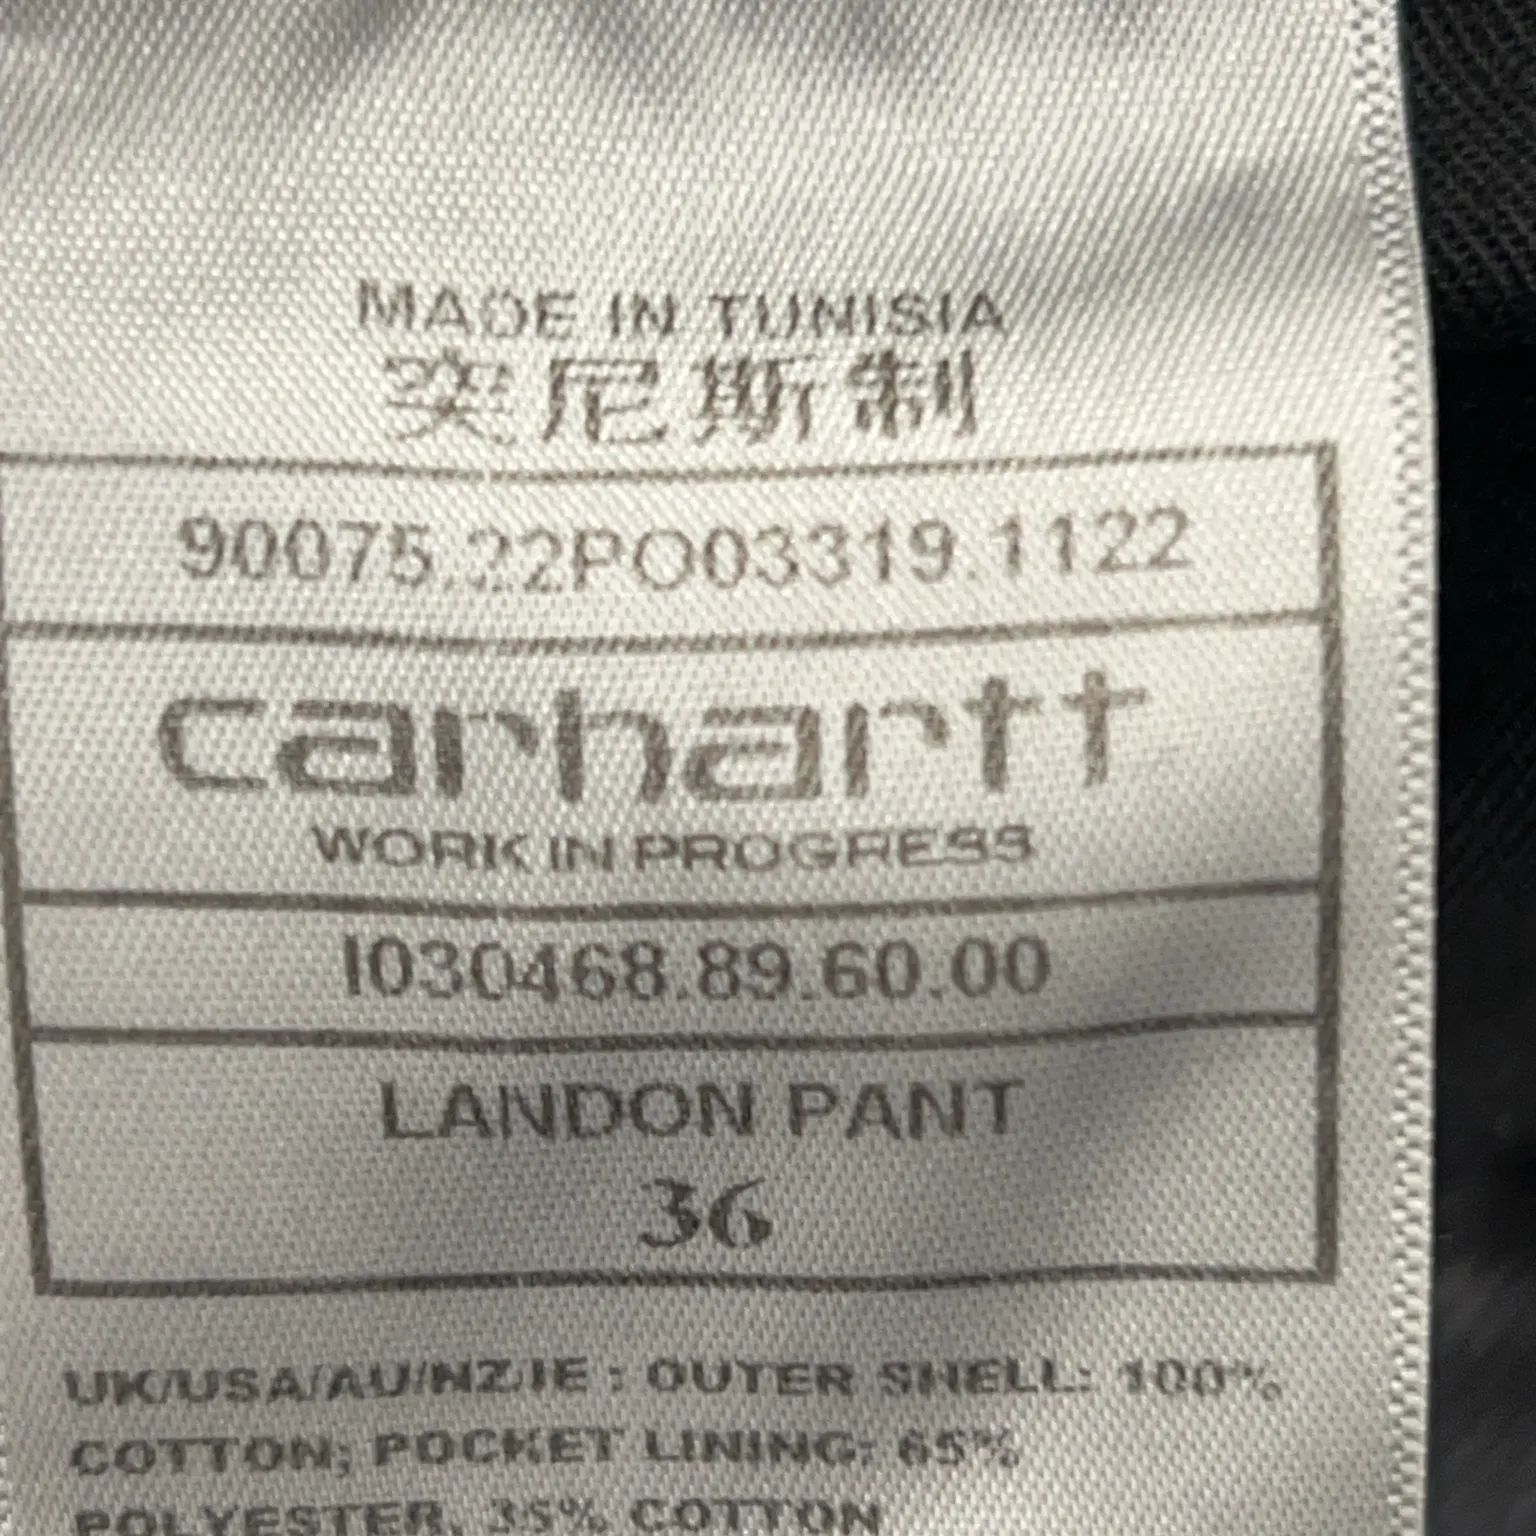 MADE IN TUNISIA
突尼斯制
90075.22PO03319.1122
carhartt
WORK IN PROGRESS
I030468.89.60.00
LANDON PANT
36
UK/USA/AU/NZ/IE : OUTER SHELL: 100%
COTTON; POCKET LINING: 65%
POLYESTER, 35% COTTON